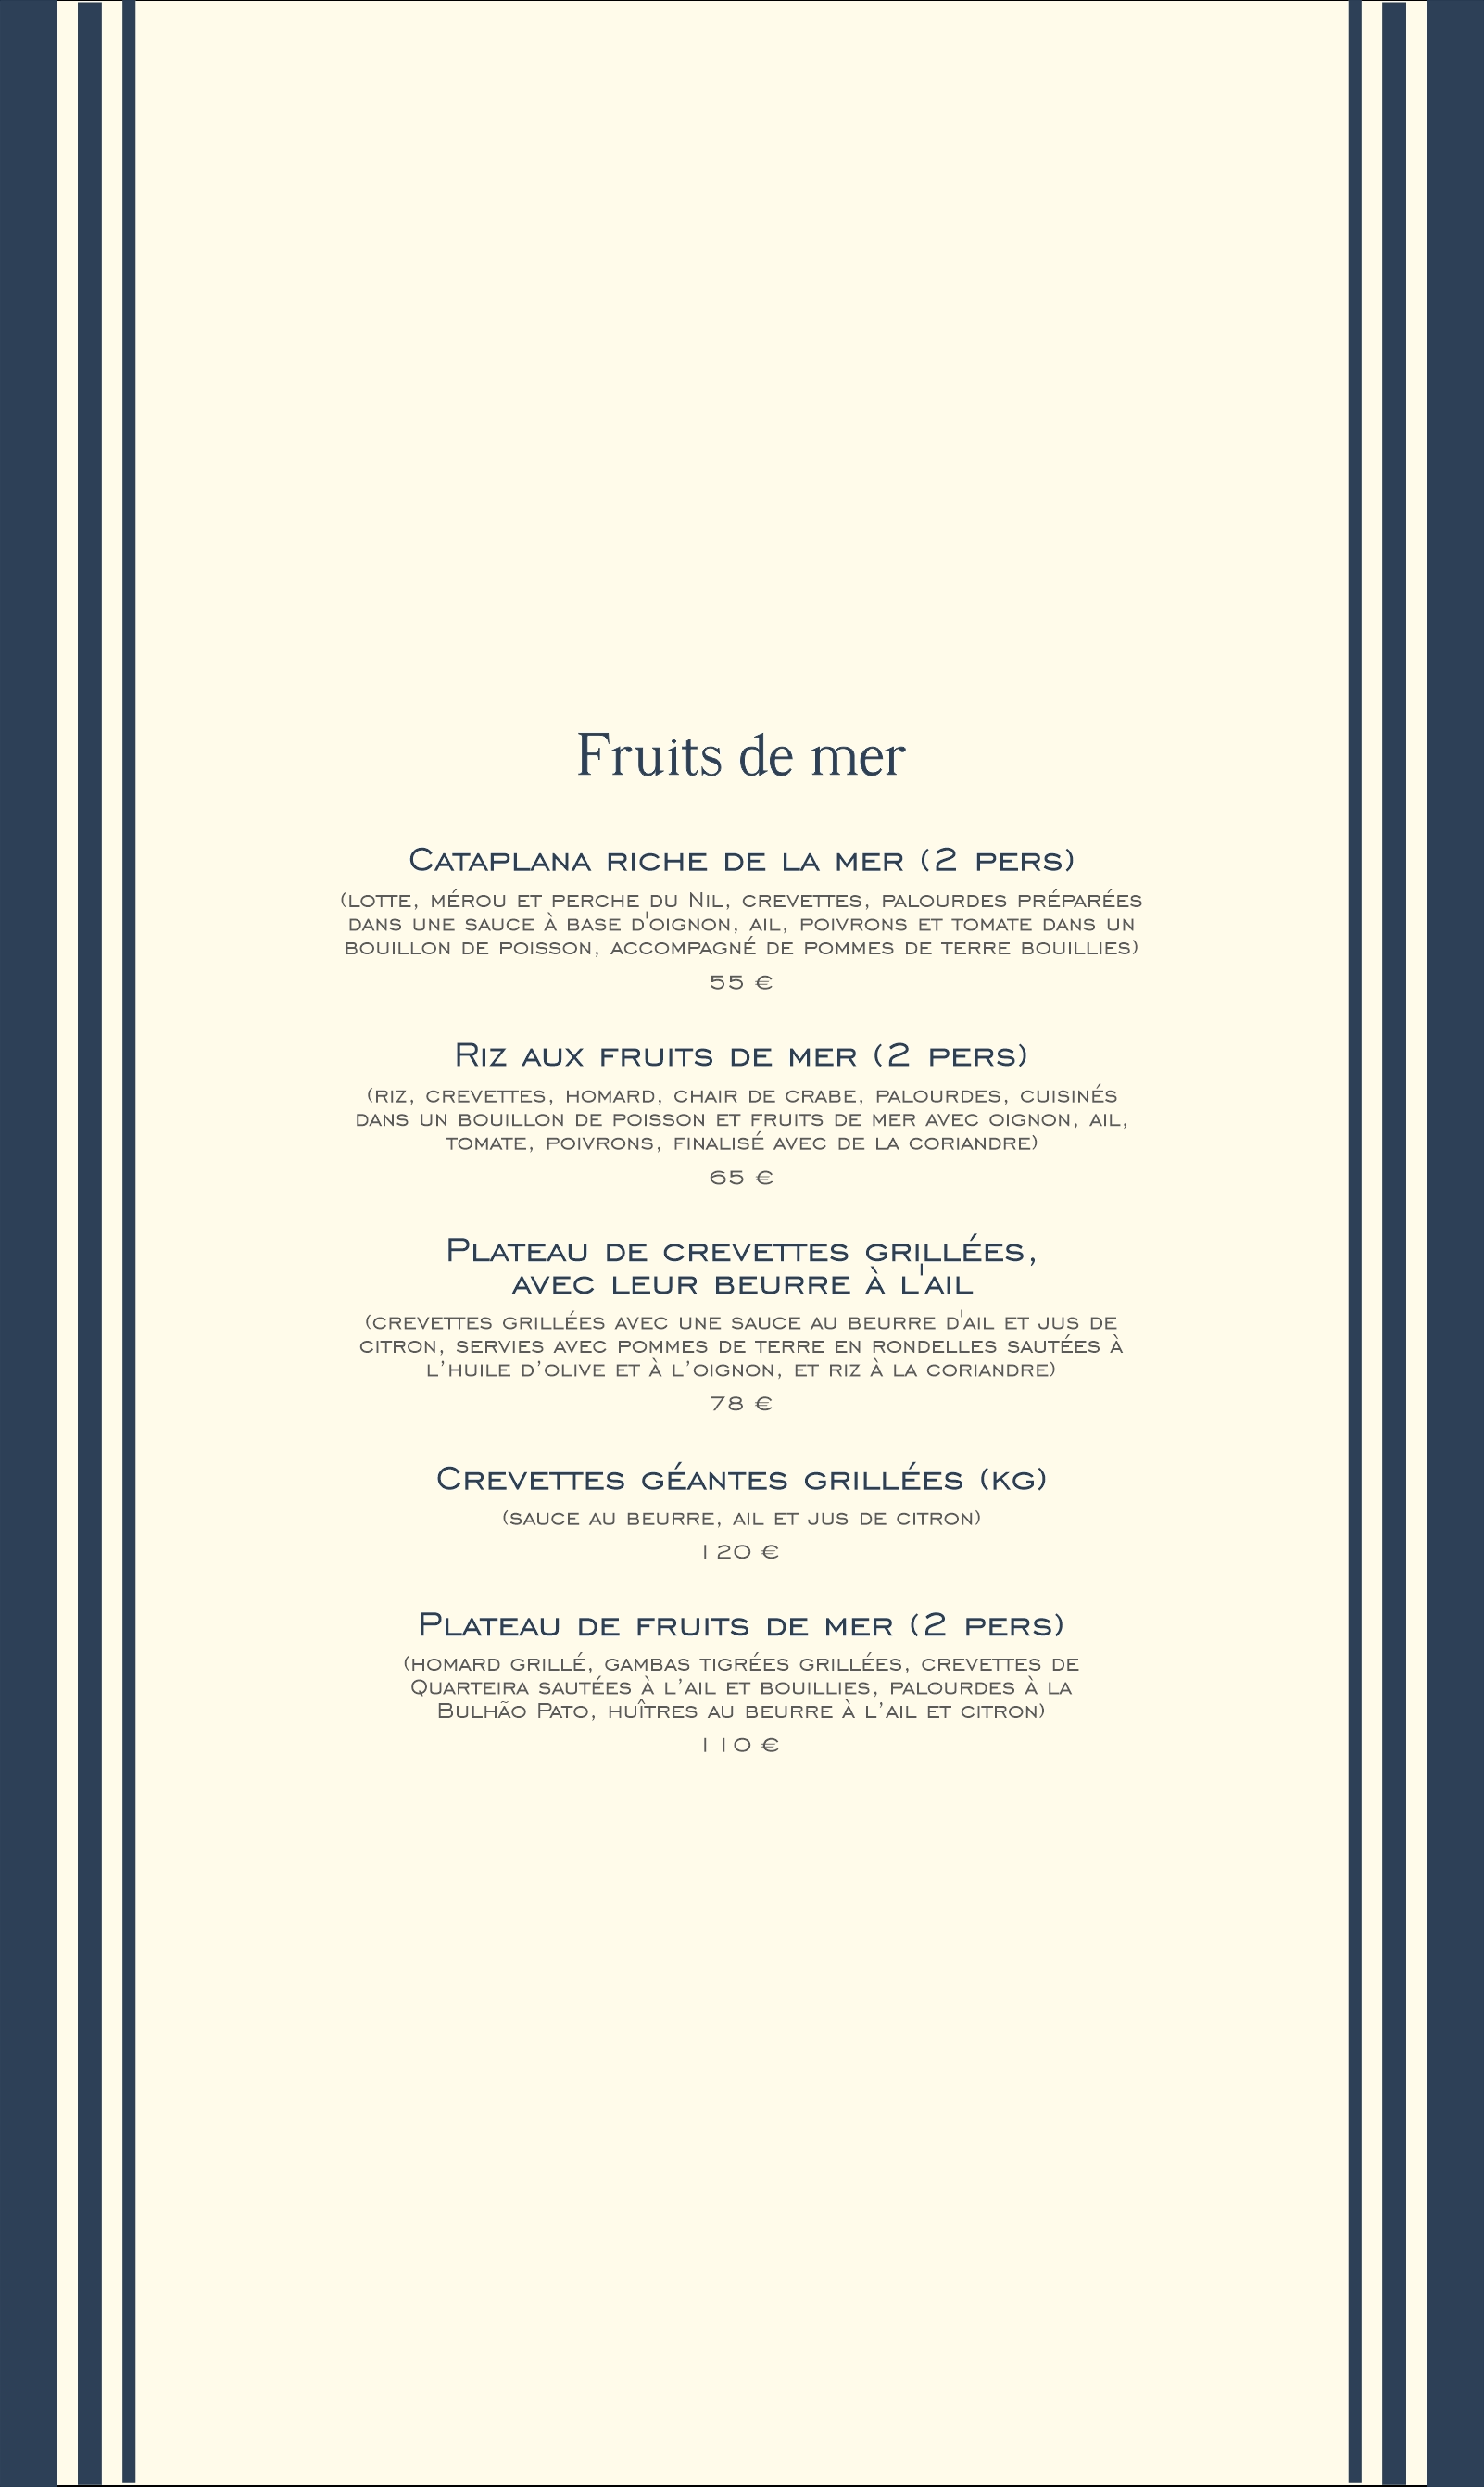 Fruits de mer
Cataplana riche de la mer (2 pers)
(lotte, mérou et perche du Nil, crevettes, palourdes préparées
dans une sauce à base d'oignon, ail, poivrons et tomate dans un
bouillon de poisson, accompagné de pommes de terre bouillies)
55 €
Riz aux fruits de mer (2 pers)
(riz, crevettes, homard, chair de crabe, palourdes, cuisinés
dans un bouillon de poisson et fruits de mer avec oignon, ail,
tomate, poivrons, finalisé avec de la coriandre)
65 €
Plateau de crevettes grillées,
avec leur beurre à l'ail
(crevettes grillées avec une sauce au beurre d'ail et jus de
citron, servies avec pommes de terre en rondelles sautées à
l’huile d’olive et à l’oignon, et riz à la coriandre)
78 €
Crevettes géantes grillées (kg)
(sauce au beurre, ail et jus de citron)
120 €
Plateau de fruits de mer (2 pers)
(homard grillé, gambas tigrées grillées, crevettes de
Quarteira sautées à l’ail et bouillies, palourdes à la
Bulhão Pato, huîtres au beurre à l’ail et citron)
110 €